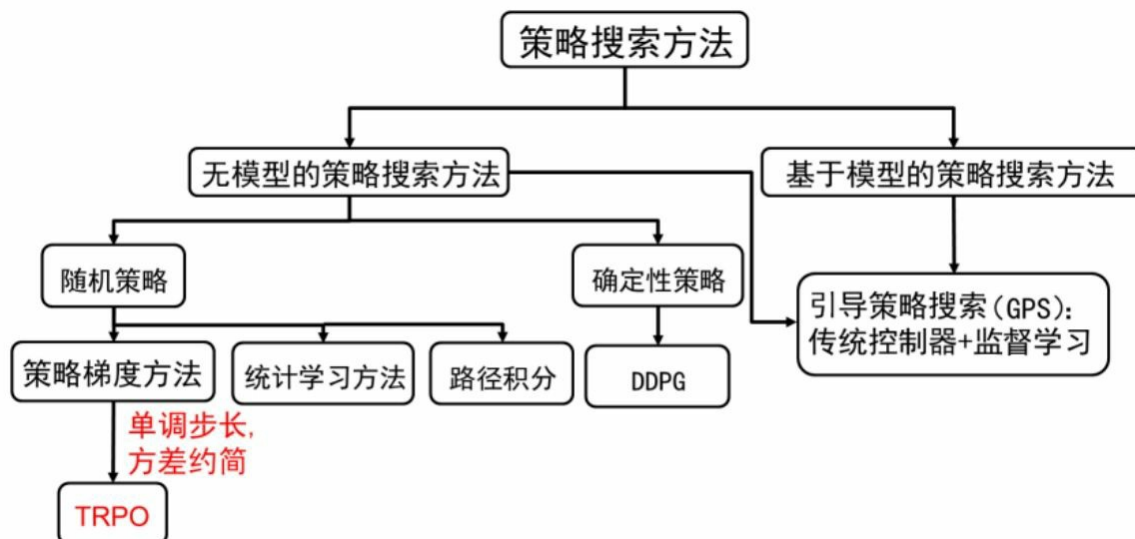 策略搜索方法
无模型的策略搜索方法
基于模型的策略搜索方法
随机策略
确定性策略
引导策略搜索(GPS):
传统控制器+监督学习
策略梯度方法
统计学习方法
路径积分
DDPG
单调步长,
方差约简
TRPO